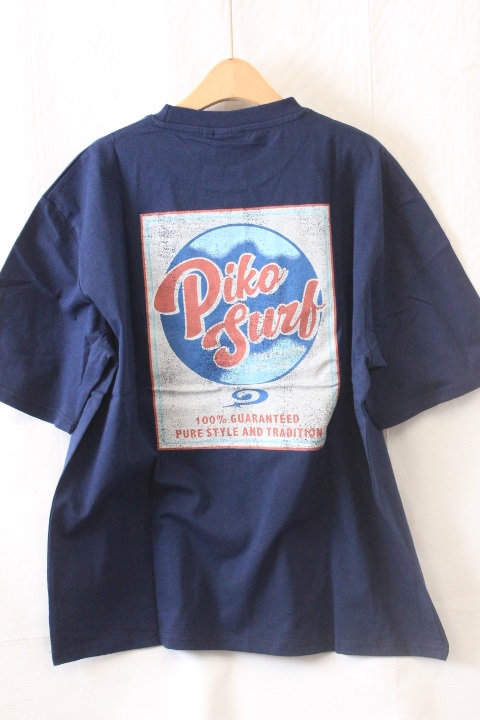 Piko
Surf
100% GUARANTEED
PURE STYLE AND TRADITION